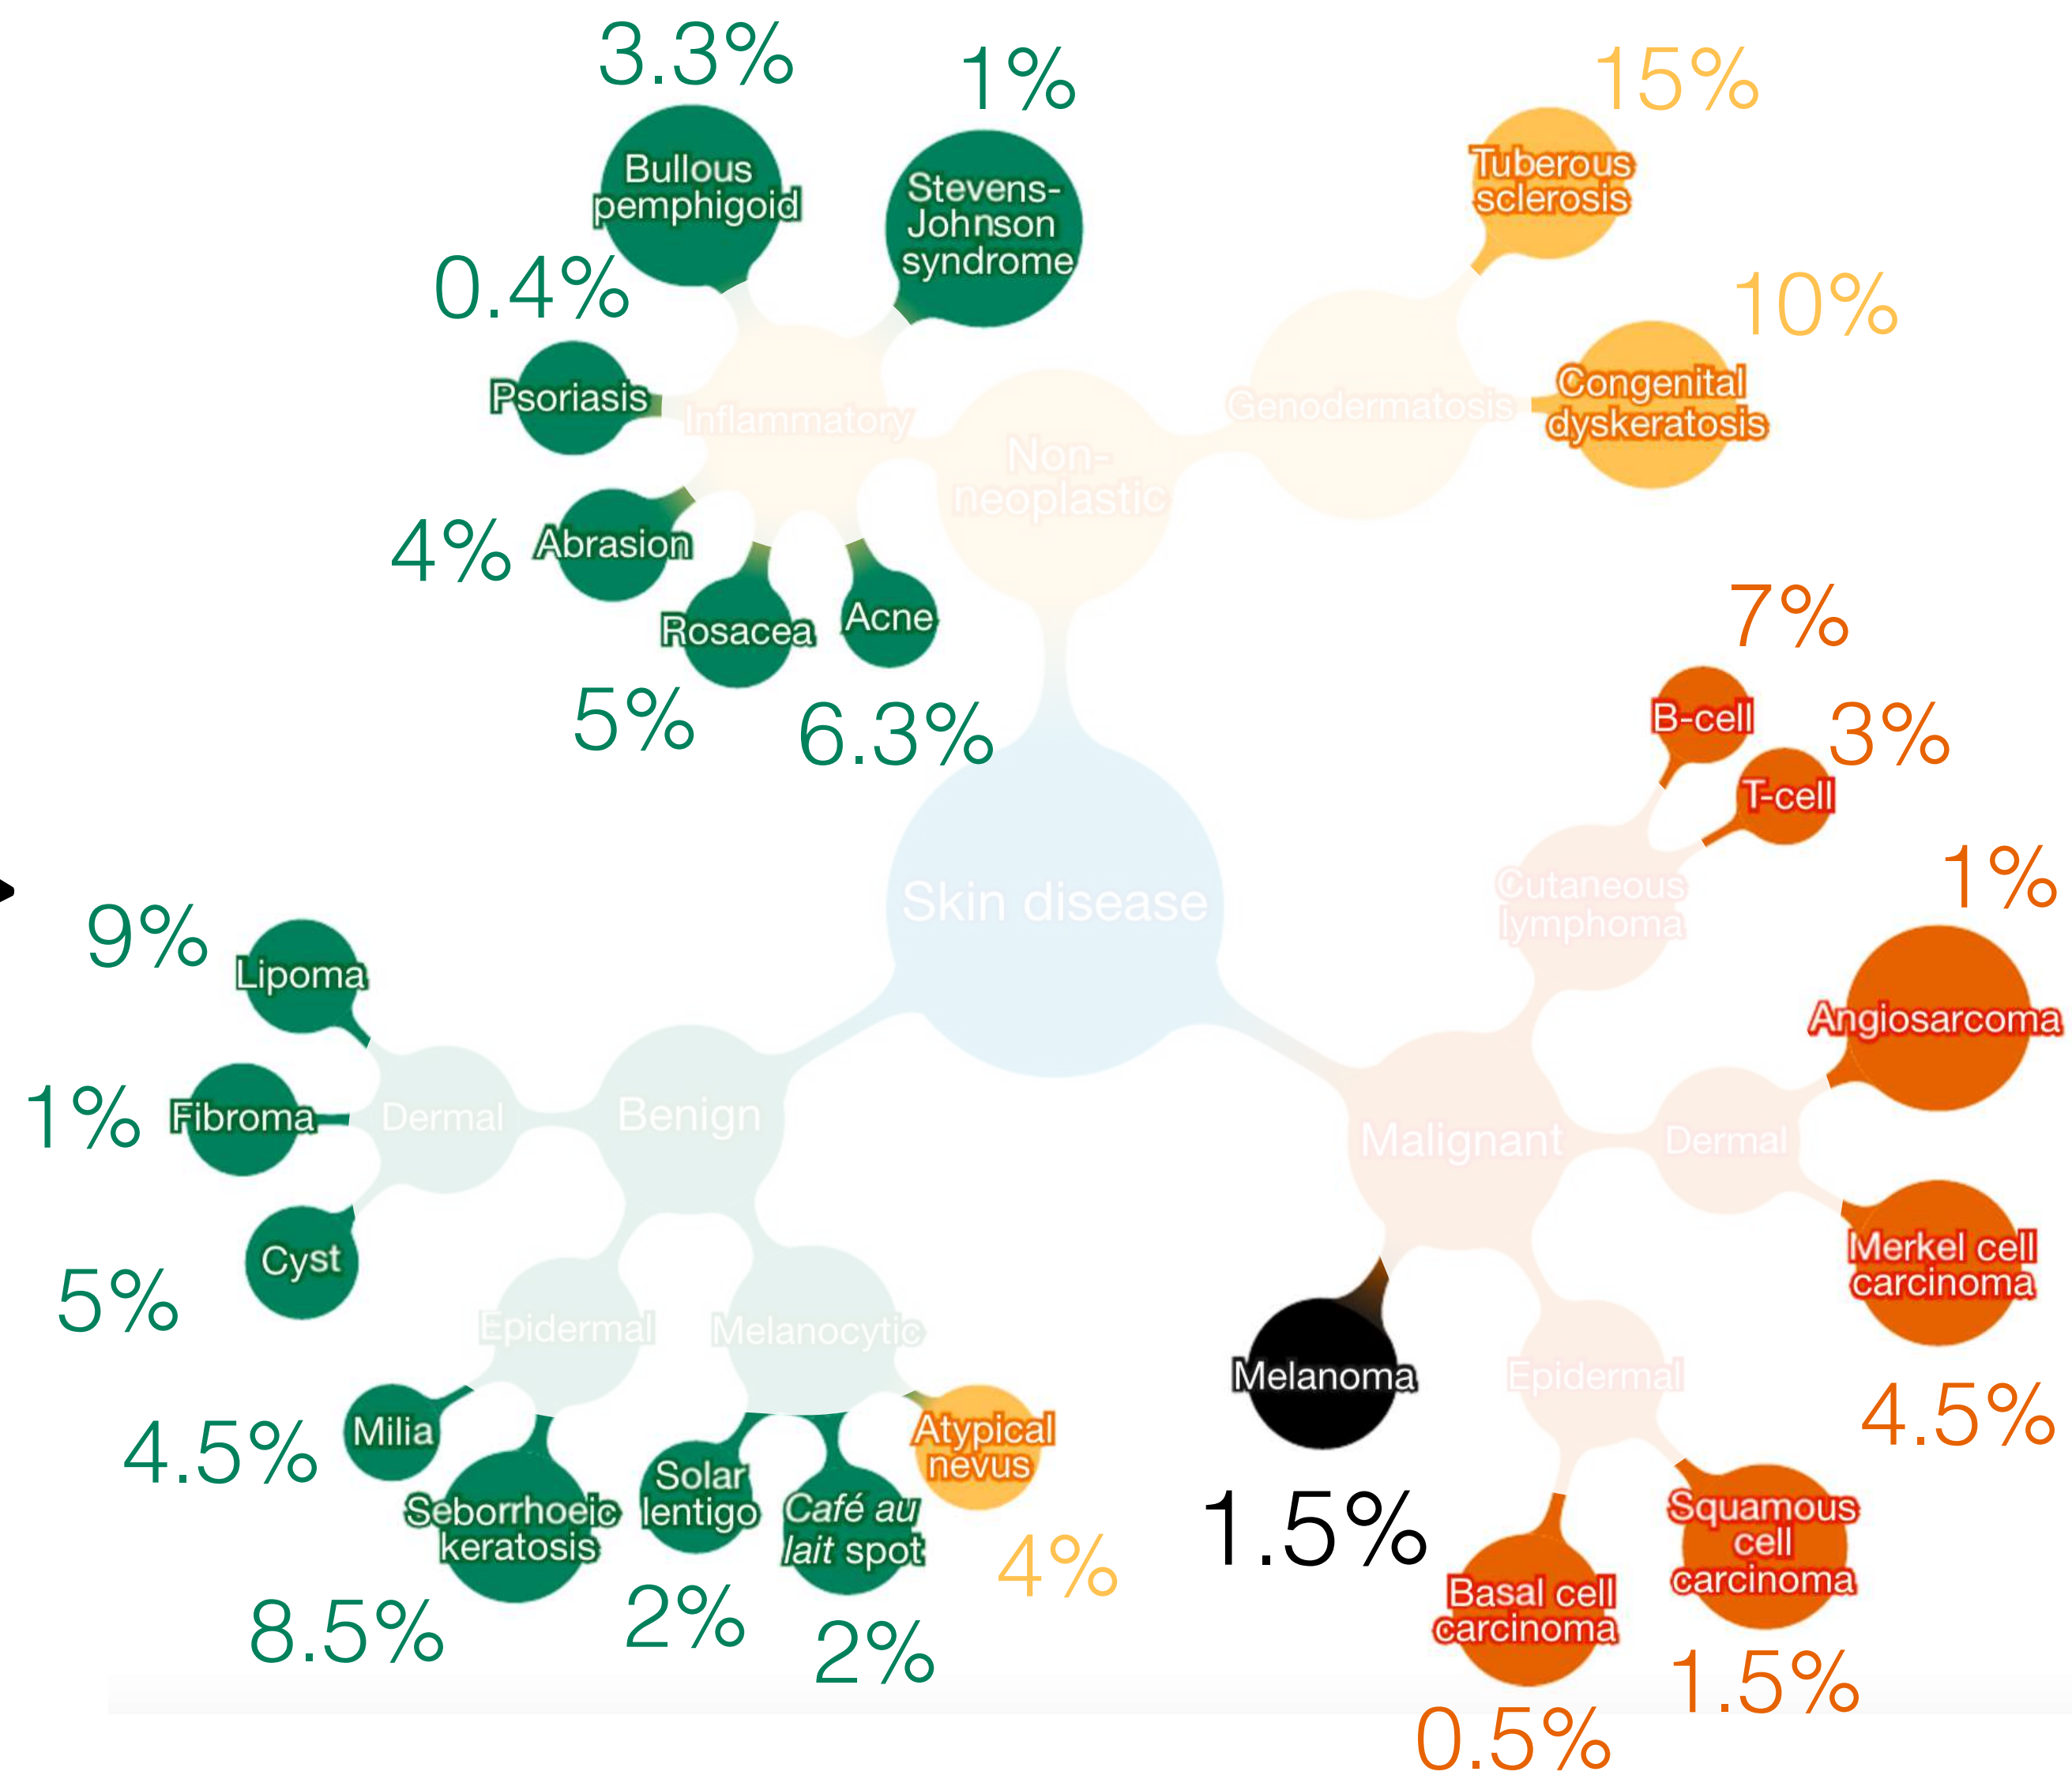 3.3%
1%
15%
Bullous
pemphigoid
Stevens-
Johnson
syndrome
Tuberous
sclerosis
0.4%
10%
Psoriasis
Inflammatory
Non-
neoplastic
Genodermatosis
Congenital
dyskeratosis
4%
Abrasion
Rosacea
Acne
5%
6.3%
7%
B-cell
3%
T-cell
Skin disease
Cutaneous
lymphoma
1%
9%
Lipoma
Angiosarcoma
1%
Fibroma
Dermal
Benign
Malignant
Dermal
Cyst
5%
Merkel cell
carcinoma
4.5%
Epidermal
Melanocytic
Melanoma
1.5%
Epidermal
4.5%
Milia
Seborrhoeic
keratosis
Solar
lentigo
Café au
lait spot
Atypical
nevus
4%
8.5%
2%
2%
Basal cell
carcinoma
0.5%
Squamous
cell
carcinoma
1.5%